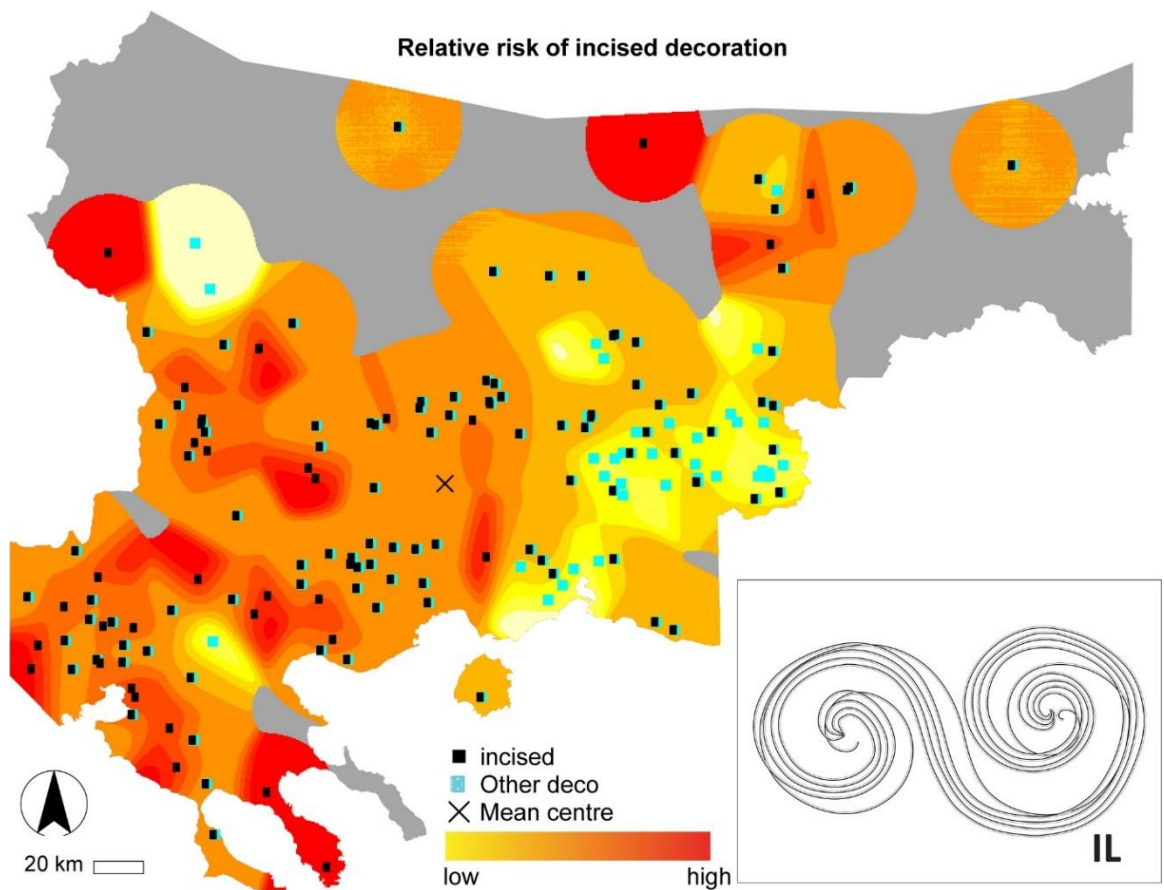 Relative risk of incised decoration
incised
Other deco
Mean centre
20 km
low
high
IL